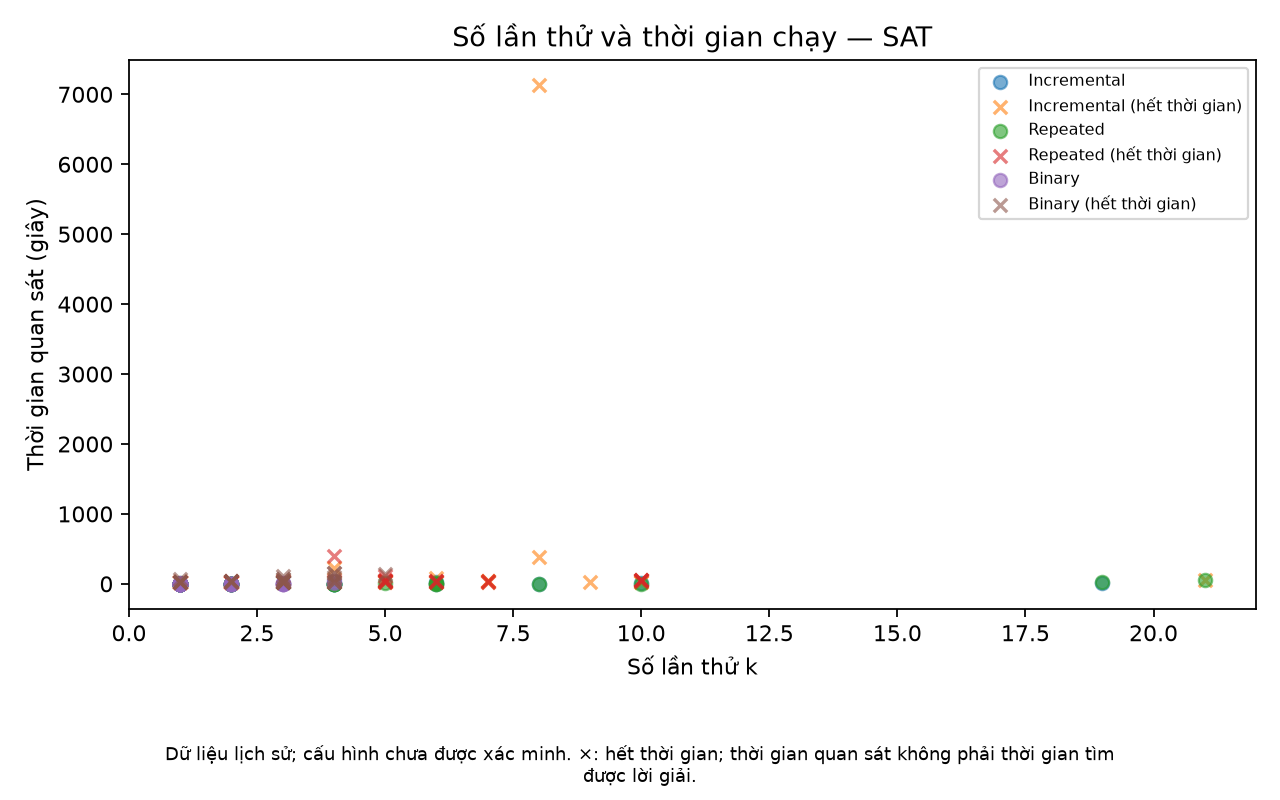 Số lần thử và thời gian chạy — SAT
Incremental
Incremental (hết thời gian)
Repeated
Repeated (hết thời gian)
Binary
Binary (hết thời gian)
Thời gian quan sát (giây)
7000
6000
5000
4000
3000
2000
1000
0
0.0 2.5 5.0 7.5 10.0 12.5 15.0 17.5 20.0
Số lần thử k
Dữ liệu lịch sử; cấu hình chưa được xác minh. ×: hết thời gian; thời gian quan sát không phải thời gian tìm
được lời giải.